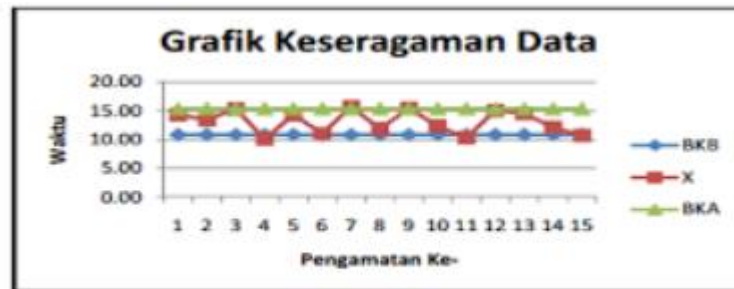 Grafik Keseragaman Data
20.00
15.00
10.00
5.00
0.00
Waktu
1 2 3 4 5 6 7 8 9 10 11 12 13 14 15
Pengamatan Ke-
BKB
X
BKA